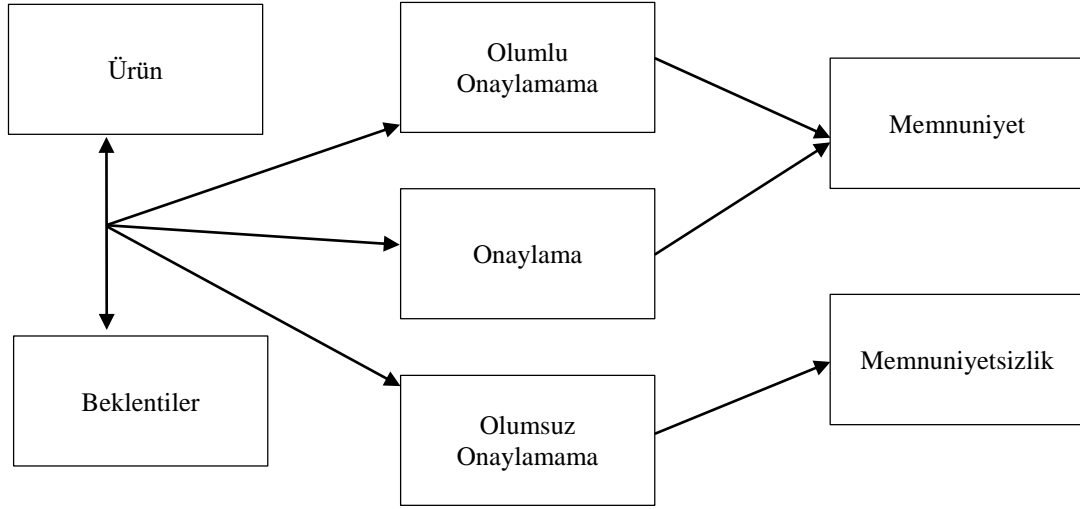 Ürün
Beklentiler
Olumlu
Onaylamama
Onaylama
Olumsuz
Onaylamama
Memnuniyet
Memnuniyetsizlik